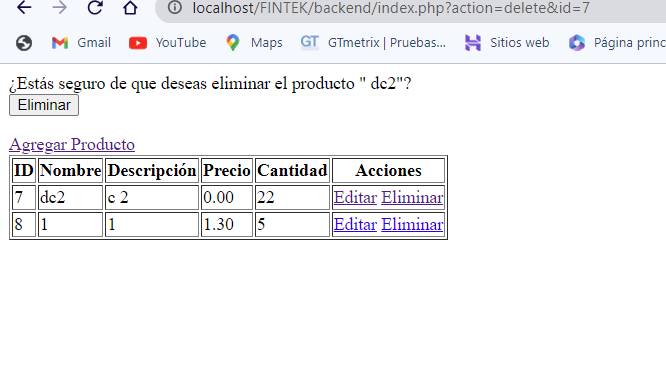 localhost/FINTEK/backend/index.php?action=delete&id=7
Gmail YouTube Maps GT GTmetrix | Pruebas... Sitios web Página princ
¿Estás seguro de que deseas eliminar el producto " dc2"?
Eliminar
Agregar Producto
ID Nombre Descripción Precio Cantidad Acciones
7 dc2 c 2 0.00 22 Editar Eliminar
8 1 1 1.30 5 Editar Eliminar